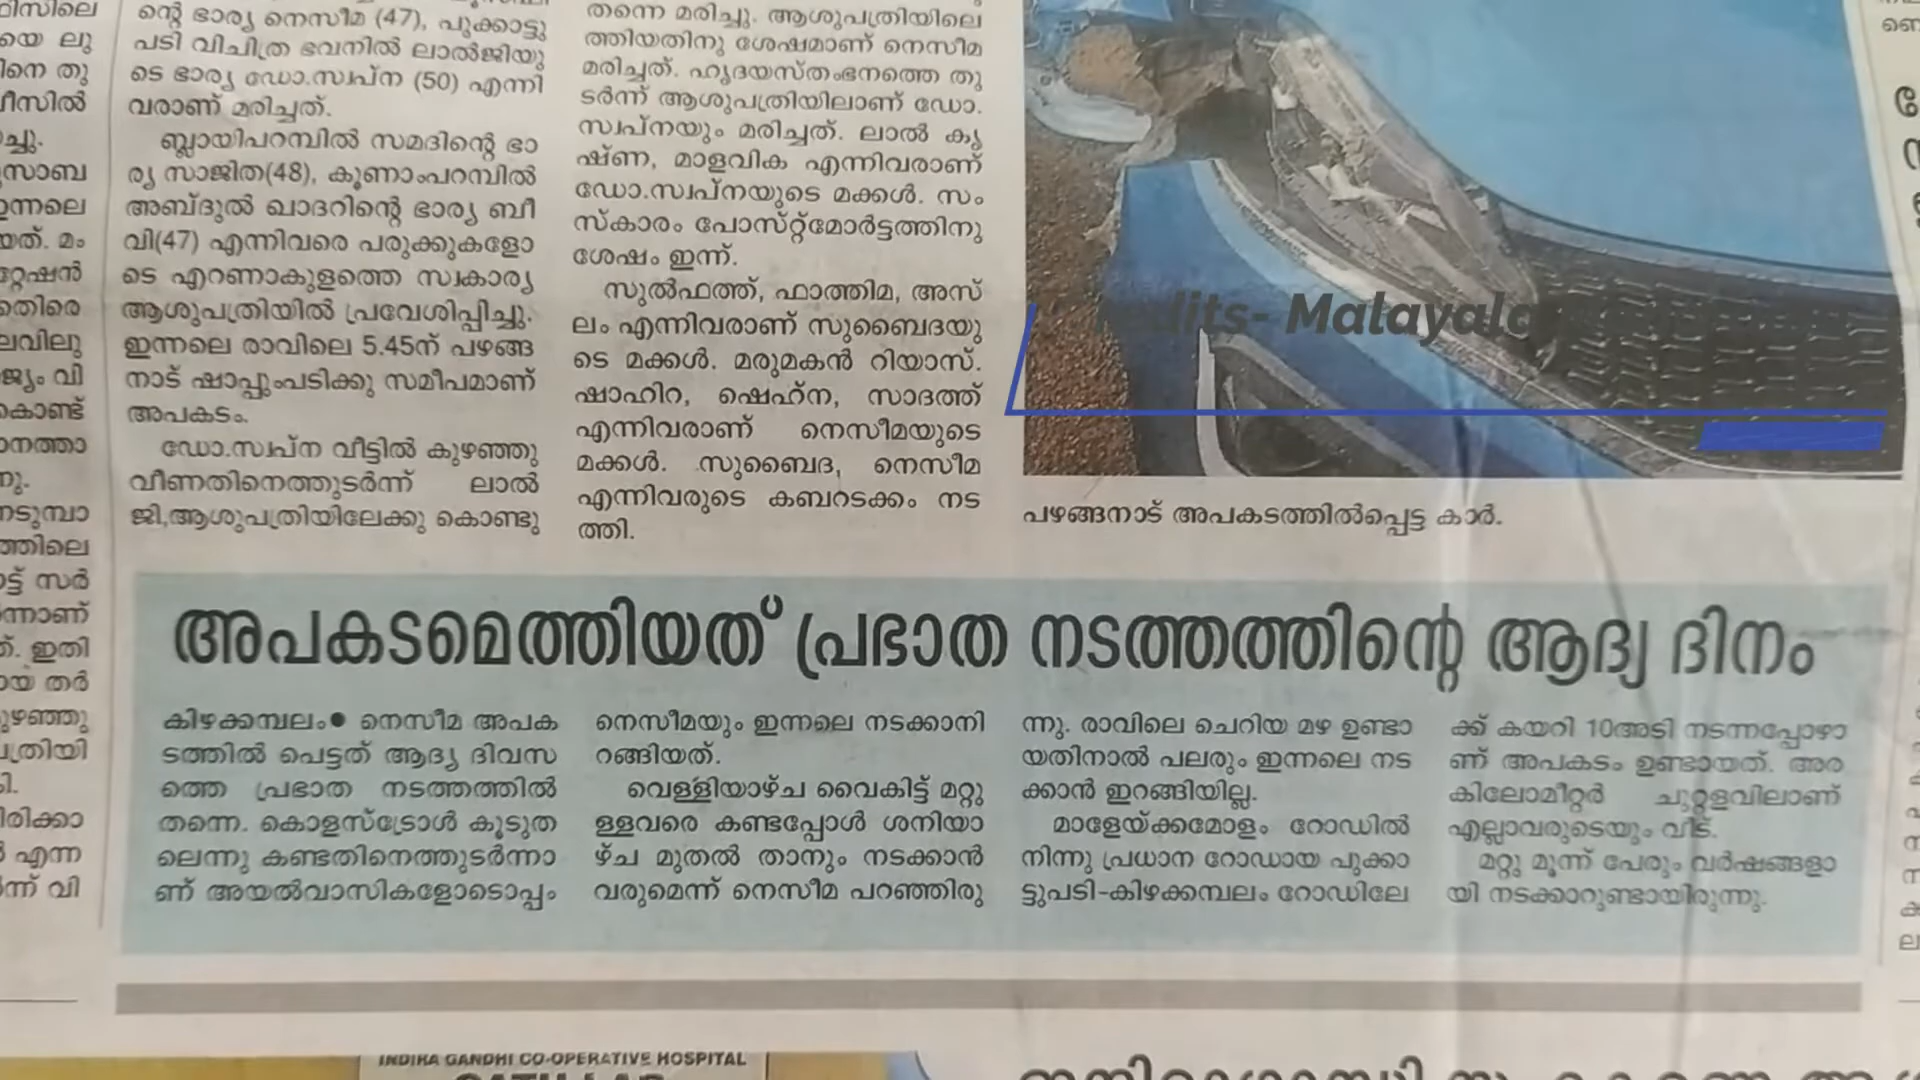 ന്റെ ഭാര്യ നെസീമ (47), പുക്കാട്ടു
പടി വിചിത്ര ഭവനിൽ ലാൽജിയു
ടെ ഭാര്യ ഡോ.സ്വപ്ന (50) എന്നി
വരാണ് മരിച്ചത്.
ബ്ലായിപറമ്പിൽ സമദിന്റെ ഭാ
ര്യ സാജിത(48), കൂണാംപറമ്പിൽ
അബ്ദുൽ ഖാദറിന്റെ ഭാര്യ ബീ
വി(47) എന്നിവരെ പരുക്കുകളോ
ടെ എറണാകുളത്തെ സ്വകാര്യ
ആശുപത്രിയിൽ പ്രവേശിപ്പിച്ചു.
ഇന്നലെ രാവിലെ 5.45ന് പഴങ്ങ
നാട് ഷാപ്പുംപടിക്കു സമീപമാണ്
അപകടം.
ഡോ.സ്വപ്ന വീട്ടിൽ കുഴഞ്ഞു
വീണതിനെത്തുടർന്ന് ലാൽ
ജി,ആശുപത്രിയിലേക്കു കൊണ്ടു
തന്നെ മരിച്ചു. ആശുപത്രിയിലെ
ത്തിയതിനു ശേഷമാണ് നെസീമ
മരിച്ചത്. ഹൃദയസ്തംഭനത്തെ തു
ടർന്ന് ആശുപത്രിയിലാണ് ഡോ.
സ്വപ്നയും മരിച്ചത്. ലാൽ കൃ
ഷ്ണ, മാളവിക എന്നിവരാണ്
ഡോ.സ്വപ്നയുടെ മക്കൾ. സം
സ്കാരം പോസ്റ്റ്മോർട്ടത്തിനു
ശേഷം ഇന്ന്.
സുൽഫത്ത്, ഫാത്തിമ, അസ്
ലം എന്നിവരാണ് സുബൈദയു
ടെ മക്കൾ. മരുമകൻ റിയാസ്.
ഷാഹിറ, ഷെഹ്ന, സാദത്ത്
എന്നിവരാണ് നെസീമയുടെ
മക്കൾ. സുബൈദ, നെസീമ
എന്നിവരുടെ കബറടക്കം നട
ത്തി.
പഴങ്ങനാട് അപകടത്തിൽപ്പെട്ട കാർ.
അപകടമെത്തിയത് പ്രഭാത നടത്തത്തിന്റെ ആദ്യ ദിനം
കിഴക്കമ്പലം● നെസീമ അപക
ടത്തിൽ പെട്ടത് ആദ്യ ദിവസ
ത്തെ പ്രഭാത നടത്തത്തിൽ
തന്നെ. കൊളസ്ട്രോൾ കൂടുത
ലെന്നു കണ്ടതിനെത്തുടർന്നാ
ണ് അയൽവാസികളോടൊപ്പം
നെസീമയും ഇന്നലെ നടക്കാനി
റങ്ങിയത്.
വെള്ളിയാഴ്ച വൈകിട്ട് മറ്റു
ള്ളവരെ കണ്ടപ്പോൾ ശനിയാ
ഴ്ച മുതൽ താനും നടക്കാൻ
വരുമെന്ന് നെസീമ പറഞ്ഞിരു
ന്നു. രാവിലെ ചെറിയ മഴ ഉണ്ടാ
യതിനാൽ പലരും ഇന്നലെ നട
ക്കാൻ ഇറങ്ങിയില്ല.
മാളേയ്ക്കമോളം റോഡിൽ
നിന്നു പ്രധാന റോഡായ പുക്കാ
ട്ടുപടി-കിഴക്കമ്പലം റോഡിലേ
ക്ക് കയറി 10അടി നടന്നപ്പോഴാ
ണ് അപകടം ഉണ്ടായത്. അര
കിലോമീറ്റർ ചുറ്റളവിലാണ്
എല്ലാവരുടെയും വീട്.
മറ്റു മൂന്ന് പേരും വർഷങ്ങളാ
യി നടക്കാറുണ്ടായിരുന്നു.
INDIRA GANDHI CO-OPERATIVE HOSPITAL